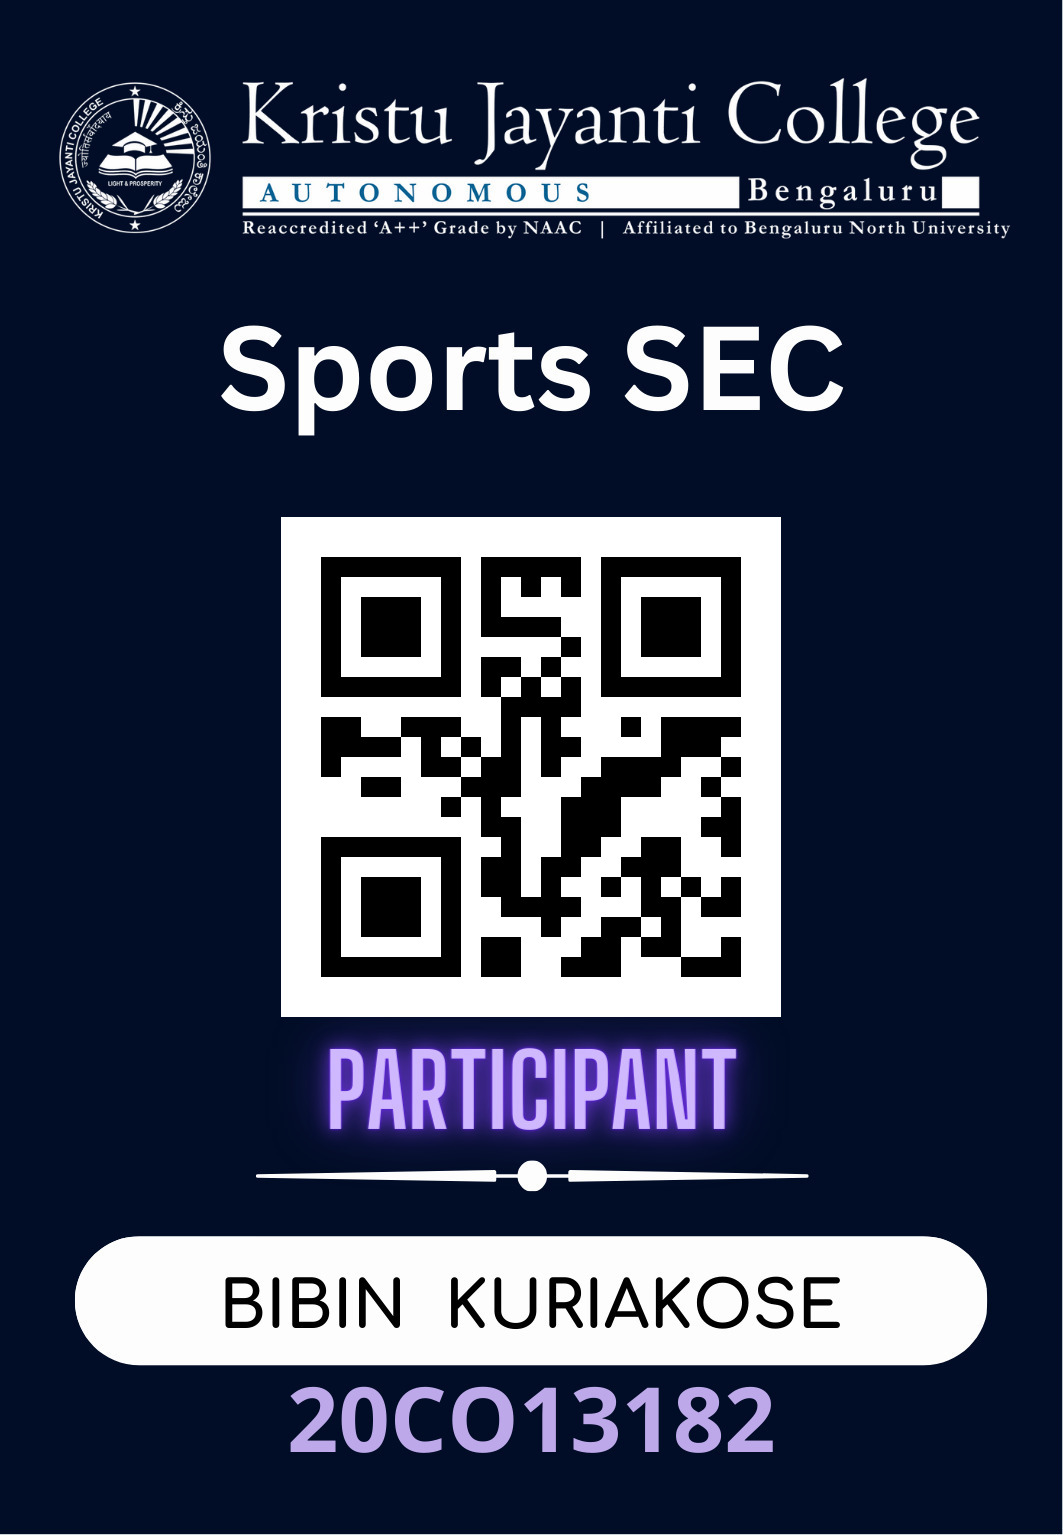 Kristu Jayanti College
AUTONOMOUS Bengaluru
Reaccredited ‘A++’ Grade by NAAC | Affiliated to Bengaluru North University
KRISTU JAYANTI COLLEGE
LIGHT & PROSPERITY
Sports SEC
PARTICIPANT
BIBIN KURIAKOSE
20CO13182